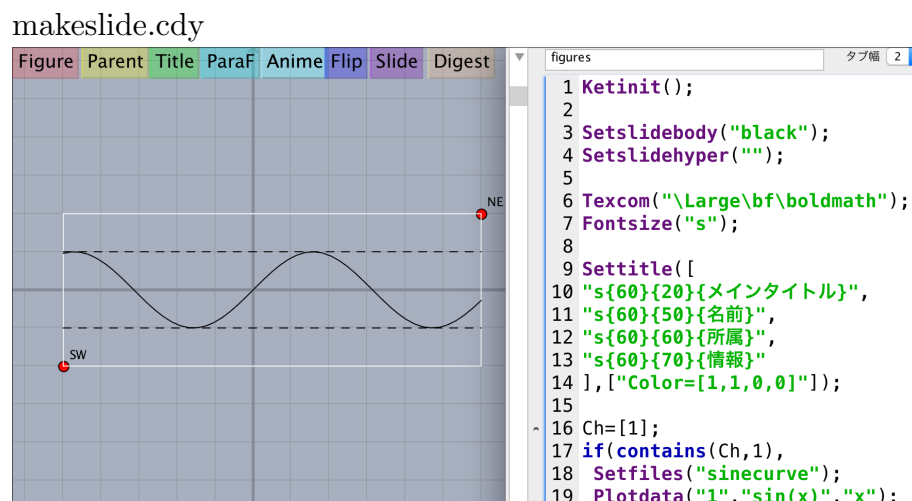 makeslide.cdy
Figure Parent Title ParaF Anime Flip Slide Digest
NE
SW
figures タブ幅 2
1 Ketinit();
2
3 Setslidebody("black");
4 Setslidehyper("");
5
6 Texcom("\Large\bf\boldmath");
7 Fontsize("s");
8
9 Settitle([
10 "s{60}{20}{メインタイトル}",
11 "s{60}{50}{名前}",
12 "s{60}{60}{所属}",
13 "s{60}{70}{情報}"
14 ],["Color=[1,1,0,0]"]);
15
16 Ch=[1];
17 if(contains(Ch,1),
18 Setfiles("sinecurve");
19 Plotdata("1","sin(x)","x");